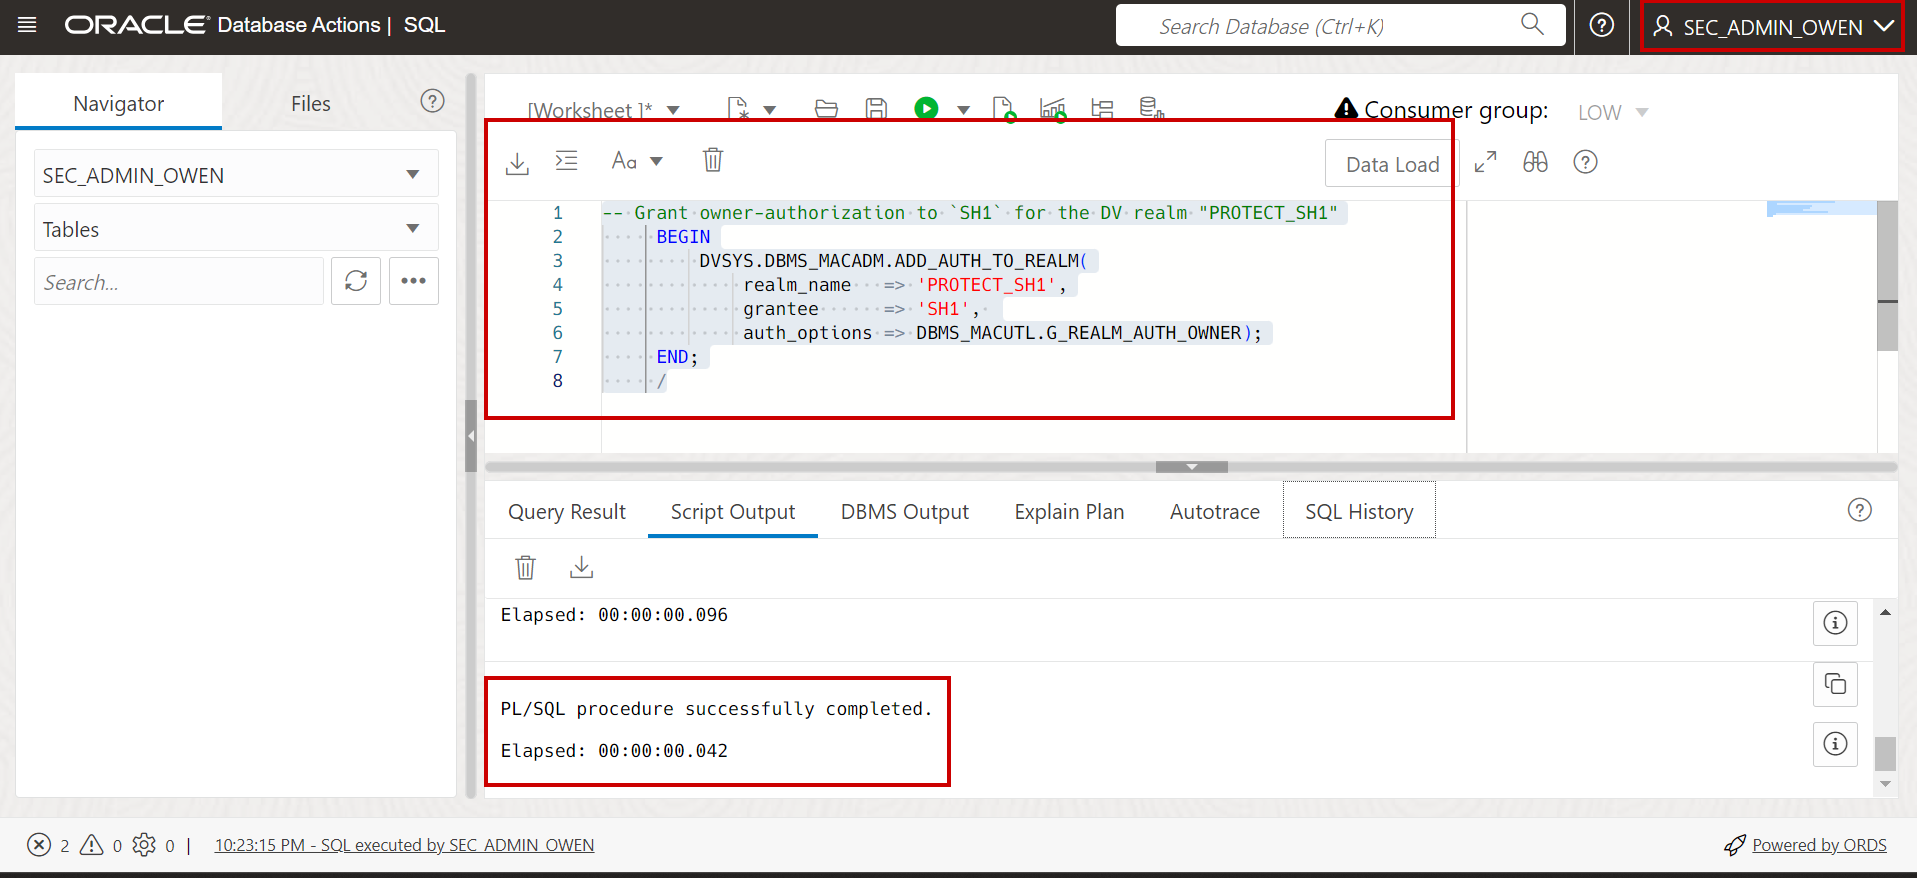 ORACLE Database Actions | SQL
Search Database (Ctrl+K)
SEC_ADMIN_OWEN
Navigator
Files
SEC_ADMIN_OWEN
Tables
Search...
[Worksheet ]*
Consumer group:
LOW
Aa
Data Load
1 -- Grant owner-authorization to `SH1` for the DV realm "PROTECT_SH1"
2 BEGIN
3 DVSYS.DBMS_MACADM.ADD_AUTH_TO_REALM(
4 realm_name => 'PROTECT_SH1',
5 grantee => 'SH1',
6 auth_options => DBMS_MACUTL.G_REALM_AUTH_OWNER);
7 END;
8 /
Query Result
Script Output
DBMS Output
Explain Plan
Autotrace
SQL History
Elapsed: 00:00:00.096
PL/SQL procedure successfully completed.
Elapsed: 00:00:00.042
2 0 0 | 10:23:15 PM - SQL executed by SEC_ADMIN_OWEN
Powered by ORDS